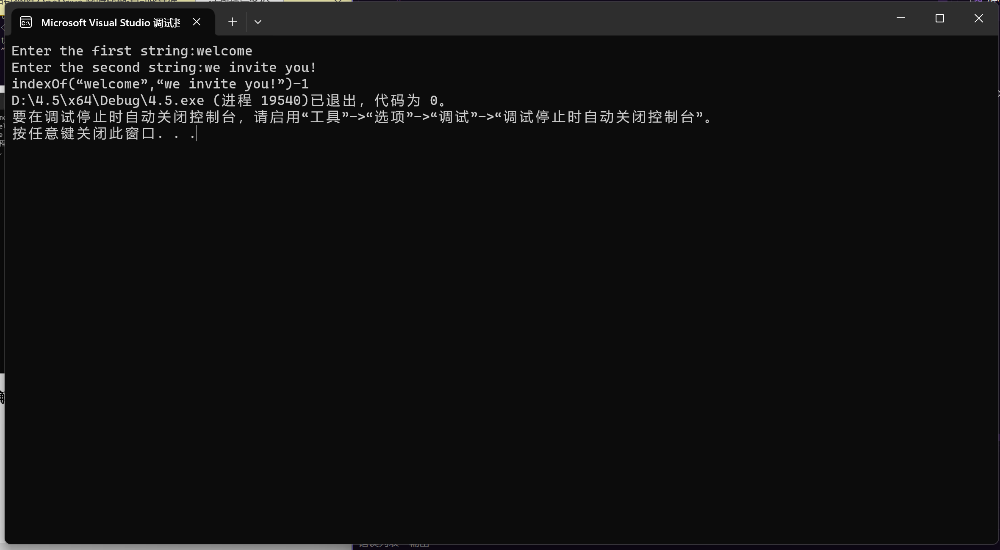 Microsoft Visual Studio 调试
Enter the first string:welcome
Enter the second string:we invite you!
indexOf(“welcome”,“we invite you!”)-1
D:\4.5\x64\Debug\4.5.exe (进程 19540)已退出，代码为 0。
要在调试停止时自动关闭控制台，请启用“工具”->“选项”->“调试”->“调试停止时自动关闭控制台”。
按任意键关闭此窗口. . .